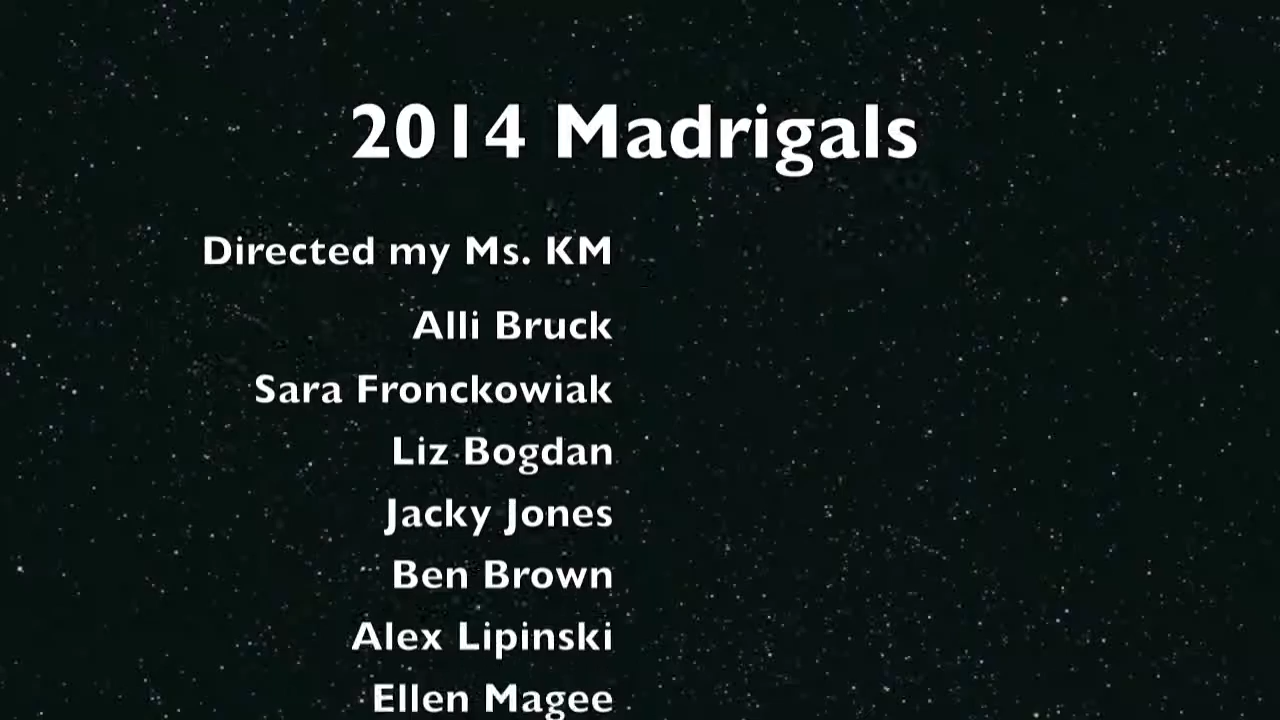 2014 Madrigals
Directed my Ms. KM
Alli Bruck
Sara Fronckowiak
Liz Bogdan
Jacky Jones
Ben Brown
Alex Lipinski
Ellen Magee